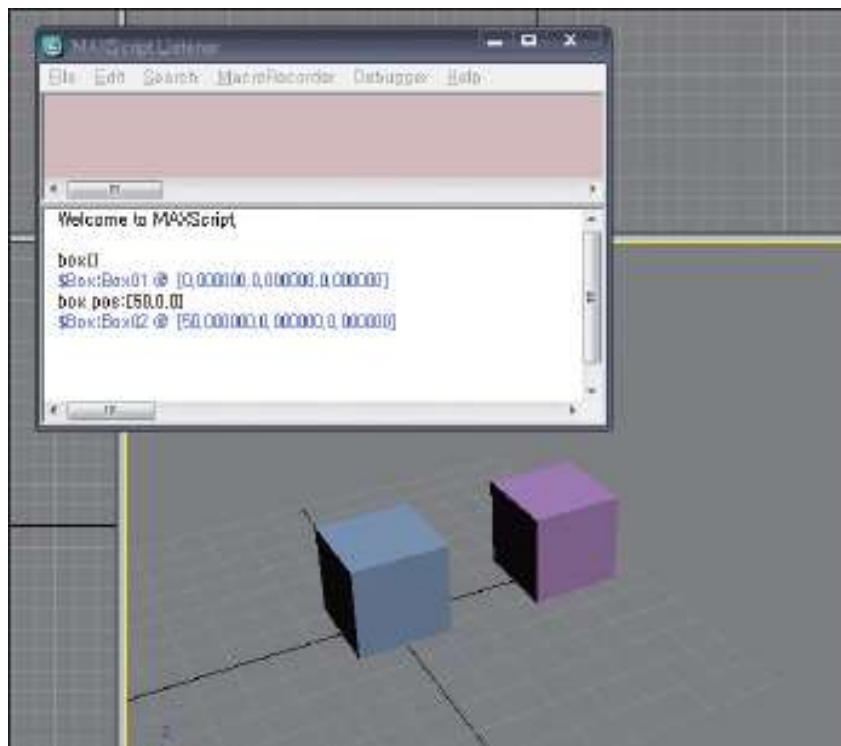 MAXScript Listener
File Edit Search MacroRecorder Debugger Help
Welcome to MAXScript.
box()
$Box:Box01 @ [0.000000,0.000000,0.000000]
box pos:[50,0,0]
$Box:Box02 @ [50.000000,0.000000,0.000000]